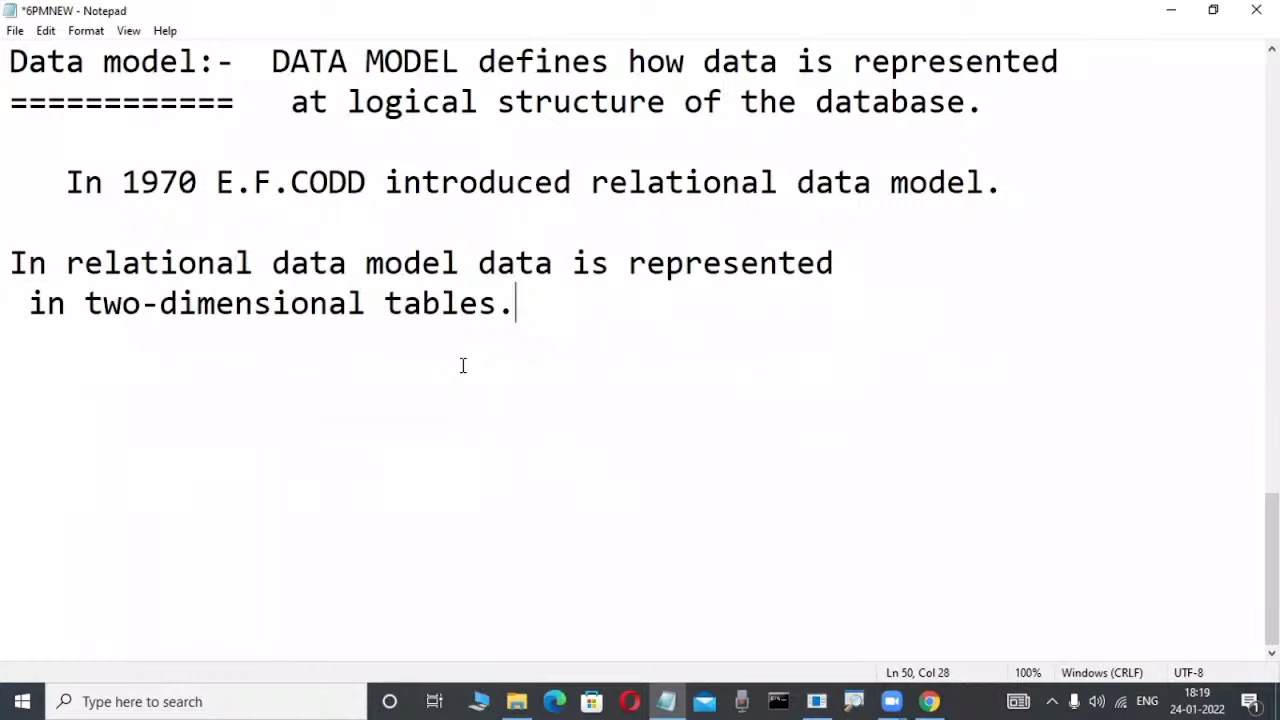 *6PMNEW - Notepad
File Edit Format View Help
Data model:- DATA MODEL defines how data is represented
============ at logical structure of the database.
In 1970 E.F.CODD introduced relational data model.
In relational data model data is represented
in two-dimensional tables.
Ln 50, Col 28 100% Windows (CRLF) UTF-8
Type here to search
ENG
18:19
24-01-2022
1